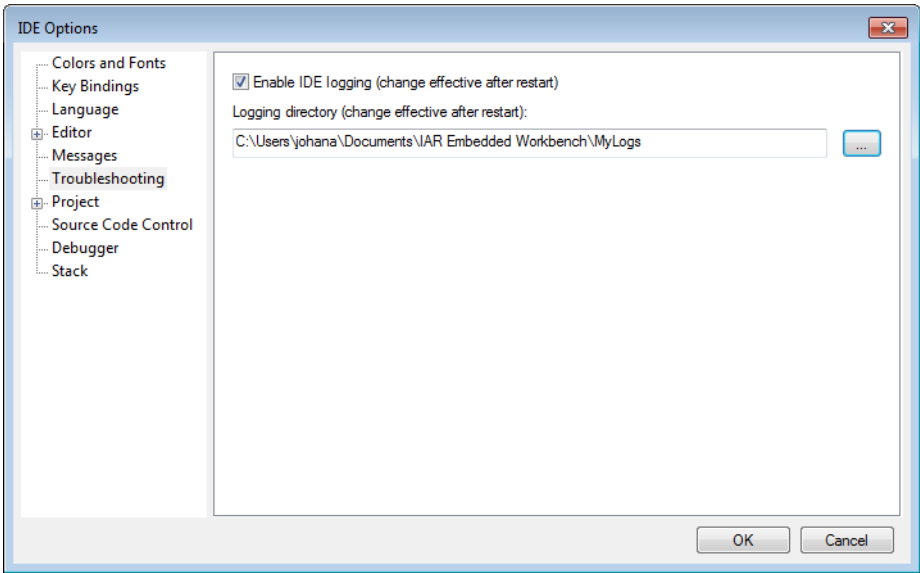 IDE Options
Colors and Fonts
Key Bindings
Language
Editor
Messages
Troubleshooting
Project
Source Code Control
Debugger
Stack
Enable IDE logging (change effective after restart)
Logging directory (change effective after restart):
C:\Users\johana\Documents\IAR Embedded Workbench\MyLogs
...
OK
Cancel